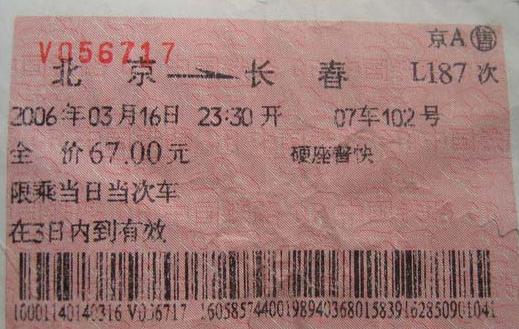 京A 售
V056717
北京→长春 L187次
2006年03月16日 23:30开 07车102号
全价67.00元 硬座普快
限乘当日当次车
在3日内到有效
10001140140316 V056717 16058574400198940368015839162850901041